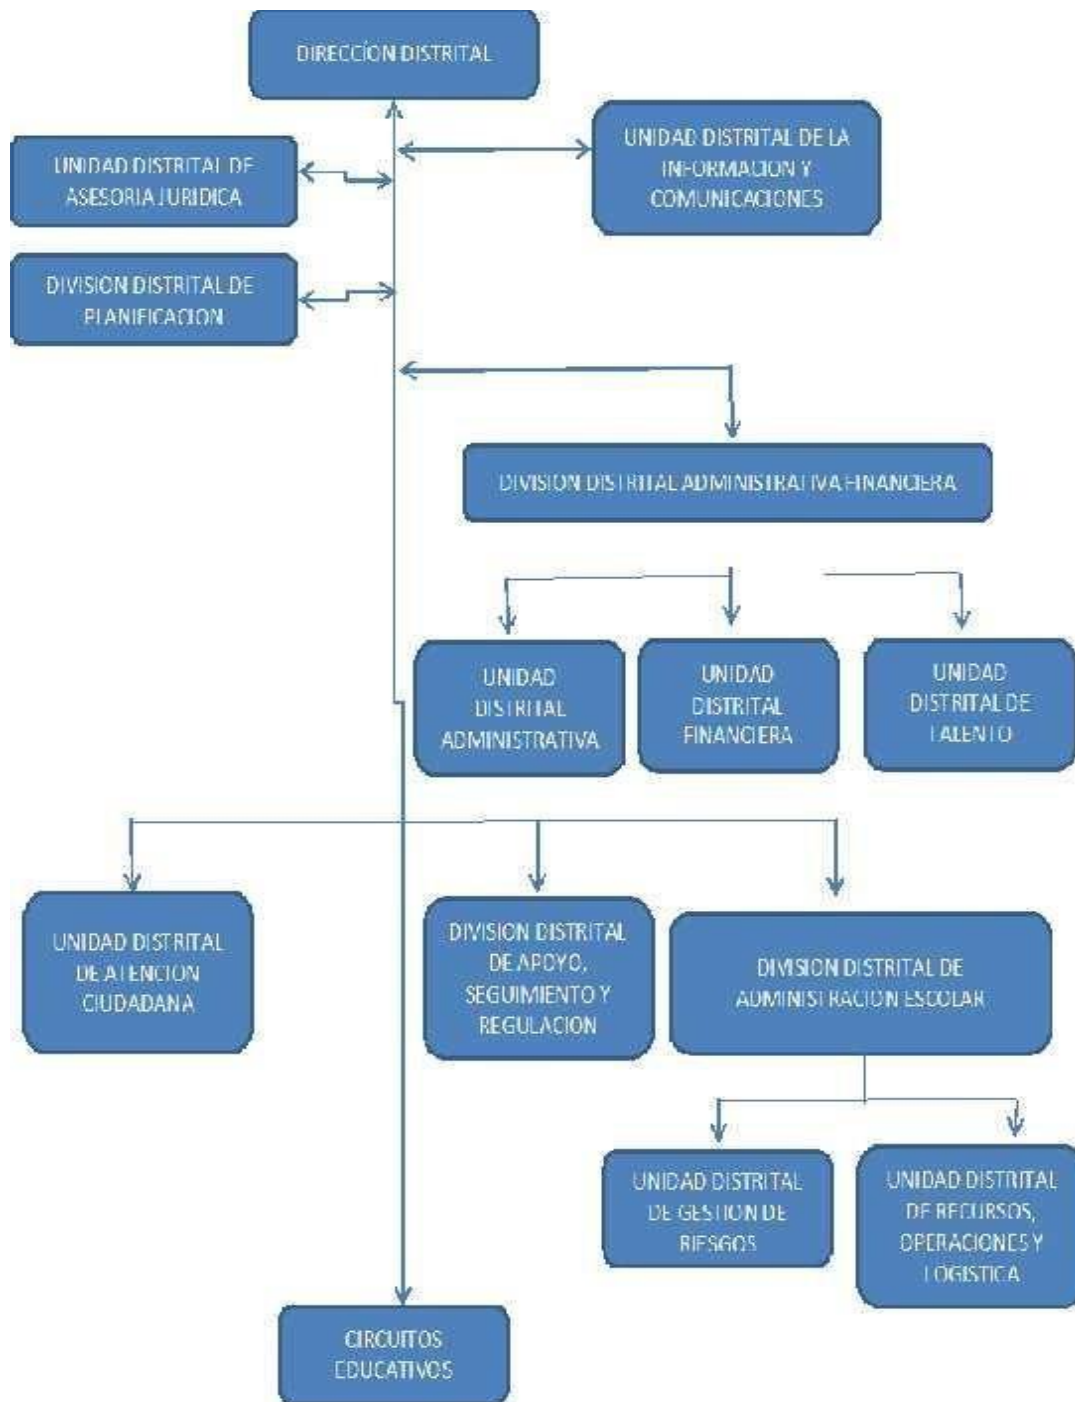 DIRECCÍON DISTRITAL
UNIDAD DISTRITAL DE LA
INFORMACION Y
COMUNICACIONES
UNIDAD DISTRITAL DE
ASESORIA JURIDICA
DIVISION DISTRITAL DE
PLANIFICACION
DIVISION DISTRITAL ADMINISTRATIVA FINANCIERA
UNIDAD
DISTRITAL
ADMINISTRATIVA
UNIDAD
DISTRITAL
FINANCIERA
UNIDAD
DISTRITAL DE
TALENTO
UNIDAD DISTRITAL
DE ATENCION
CIUDADANA
DIVISION DISTRITAL
DE APOYO,
SEGUIMIENTO Y
REGULACION
DIVISION DISTRITAL DE
ADMINISTRACION ESCOLAR
UNIDAD DISTRITAL
DE GESTION DE
RIESGOS
UNIDAD DISTRITAL
DE RECURSOS,
OPERACIONES Y
LOGISTICA
CIRCUITOS
EDUCATIVOS